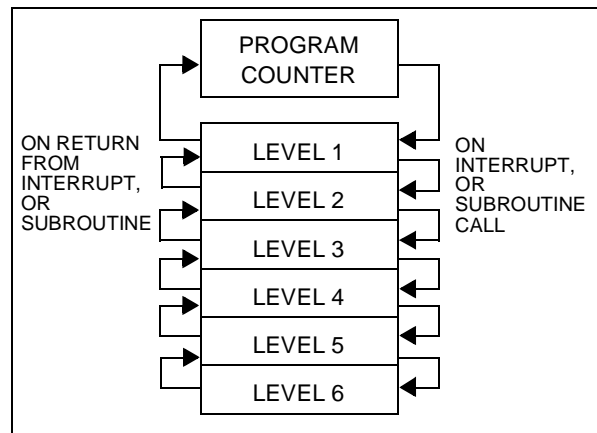 PROGRAM
COUNTER
ON RETURN
FROM
INTERRUPT,
OR
SUBROUTINE
LEVEL 1
LEVEL 2
LEVEL 3
LEVEL 4
LEVEL 5
LEVEL 6
ON
INTERRUPT,
OR
SUBROUTINE
CALL